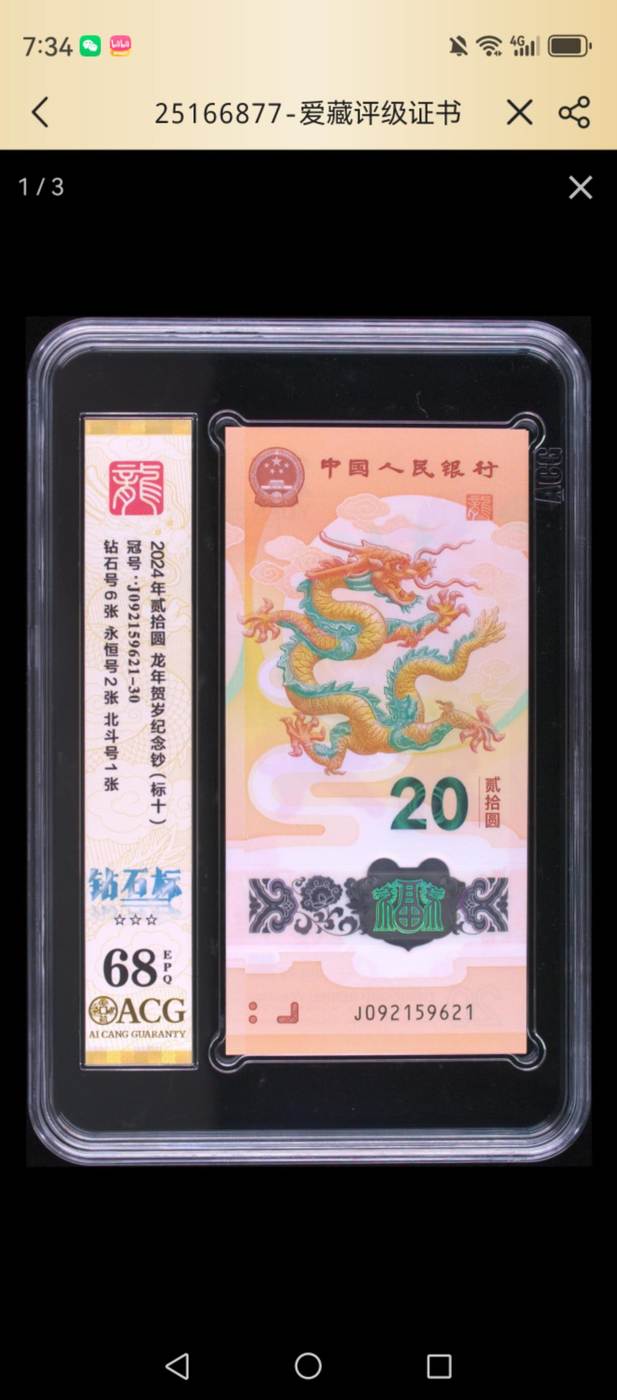 7:34
4G
25166877-爱藏评级证书
1/3
龍
2024年贰拾圆 龙年贺岁纪念钞(标十)
冠号:J092159621-30
钻石号6张 永恒号2张 北斗号1张
钻石标
☆☆☆
68
EPQ
ACG
AI CANG GUARANTY
ACG
中國人民银行
20
贰拾圆
J092159621